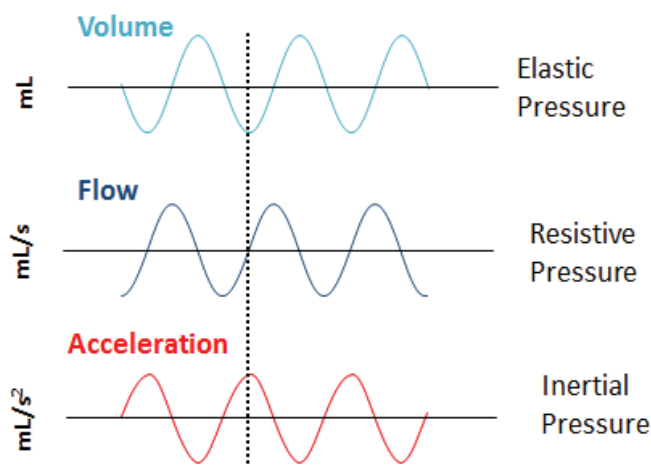 Volume
mL
Elastic
Pressure
Flow
mL/s
Resistive
Pressure
Acceleration
mL/s²
Inertial
Pressure